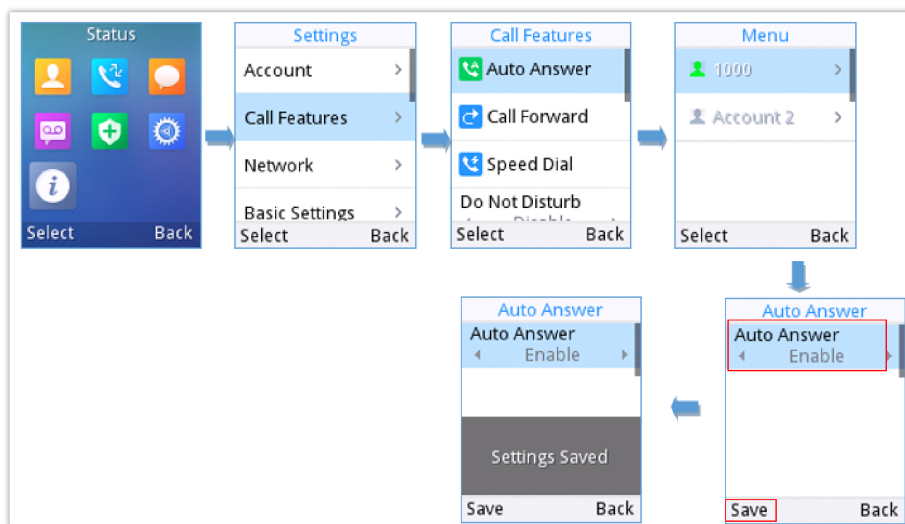 Status
Select Back
Settings
Account
Call Features
Network
Basic Settings
Select Back
Call Features
Auto Answer
Call Forward
Speed Dial
Do Not Disturb
Disable
Select Back
Menu
1000
Account 2
Select Back
Auto Answer
Auto Answer
Enable
Save Back
Auto Answer
Auto Answer
Enable
Settings Saved
Save Back